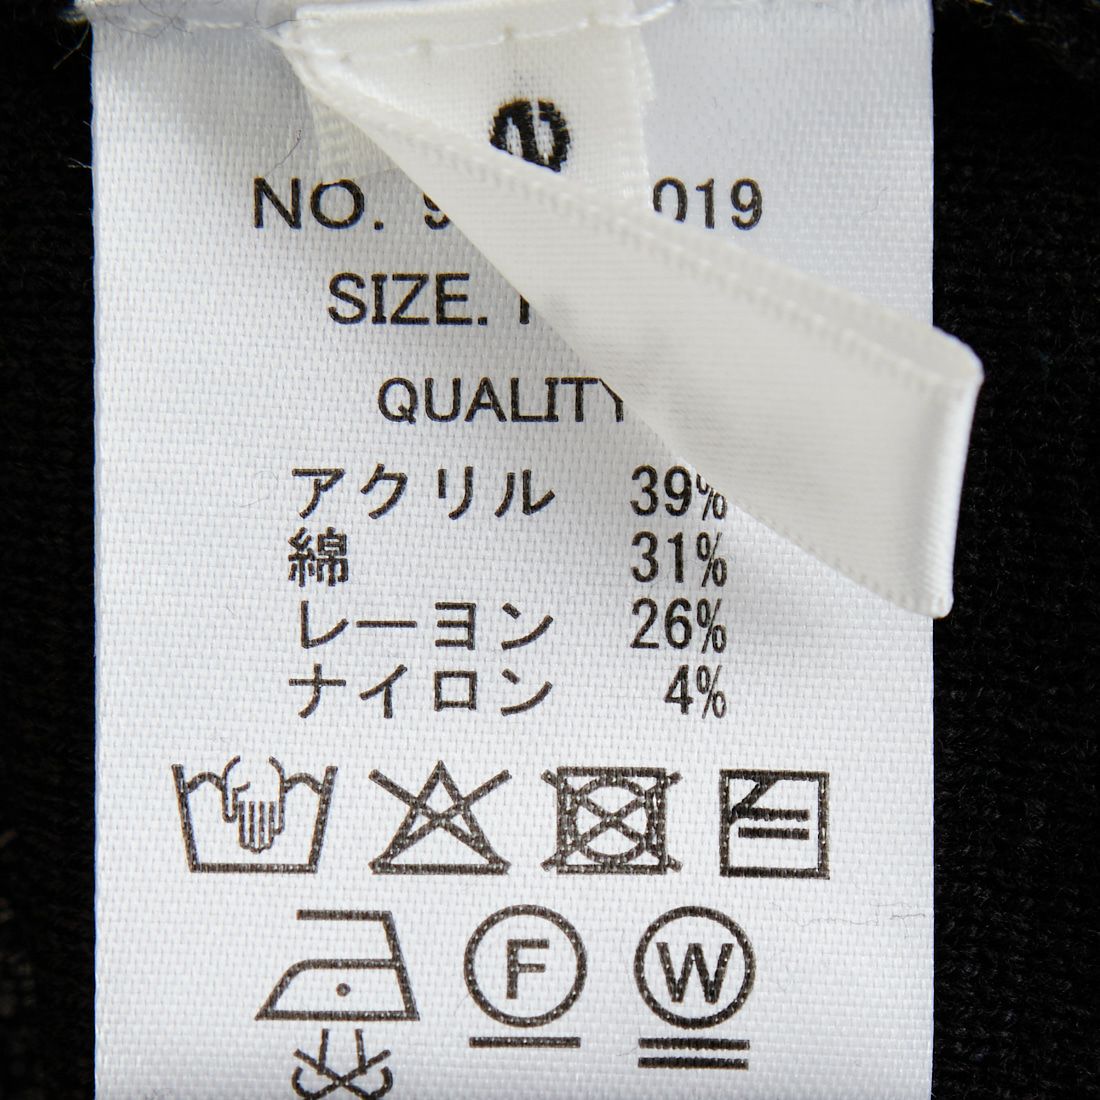 NO. 9 019
SIZE.
QUALITY
アクリル 39%
綿 31%
レーヨン 26%
ナイロン 4%
F
W